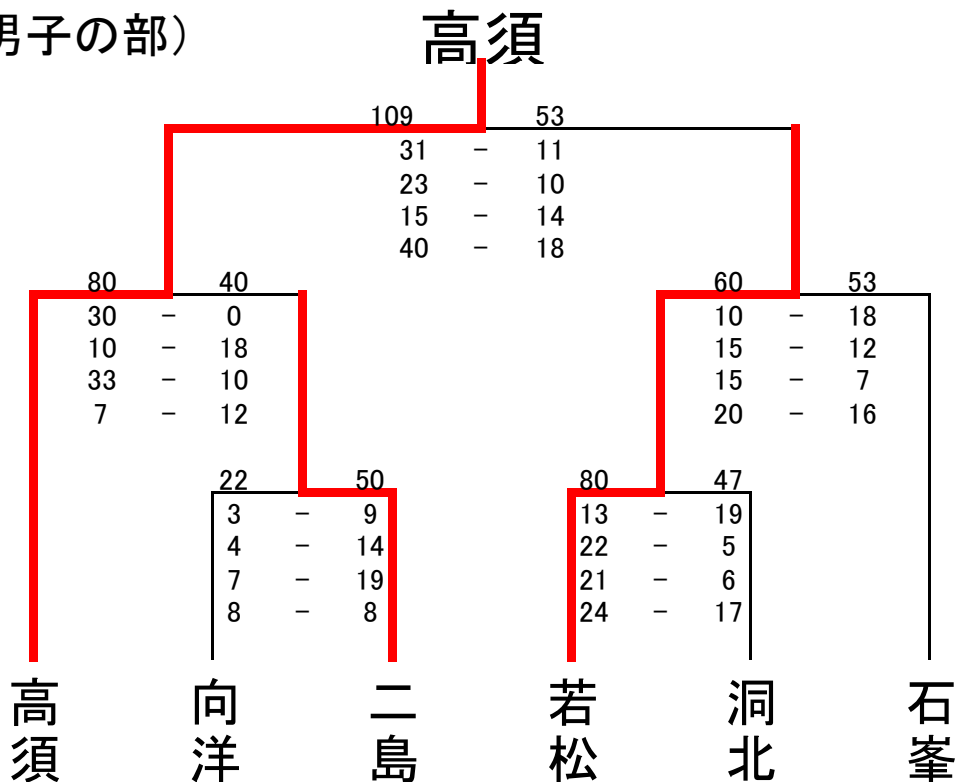 男子の部）
高須
109 53
31 - 11
23 - 10
15 - 14
40 - 18
80 40
30 - 0
10 - 18
33 - 10
7 - 12
60 53
10 - 18
15 - 12
15 - 7
20 - 16
22 50
3 - 9
4 - 14
7 - 19
8 - 8
80 47
13 - 19
22 - 5
21 - 6
24 - 17
高須
向洋
二島
若松
洞北
石峯